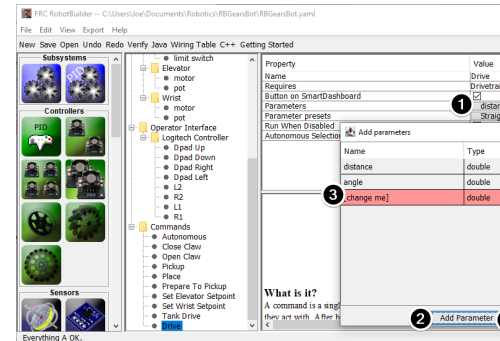 FRC RobotBuilder -- C:\Users\Joe\Documents\Robotics\RBGearsBot\RBGearsBot.yaml
File Edit View Export Help
New Save Open Undo Redo Verify Java Wiring Table C++ Getting Started
Subsystems
Controllers
PID
Sensors
limit switch
Elevator
motor
pot
Wrist
motor
pot
Operator Interface
Logitech Controller
Dpad Up
Dpad Down
Dpad Right
Dpad Left
L2
R2
L1
R1
Commands
Autonomous
Close Claw
Open Claw
Pickup
Place
Prepare To Pickup
Set Elevator Setpoint
Set Wrist Setpoint
Tank Drive
Drive
Property Value
Name Drive
Requires Drivetrai
Button on SmartDashboard
Parameters distan
Parameter presets Straig
Run When Disabled
Autonomous Selection
1
Add parameters
Name Type
distance double
angle double
3 change me] double
2 Add Parameter
What is it?
A command is a singl
they act with. After b
Everything A OK.